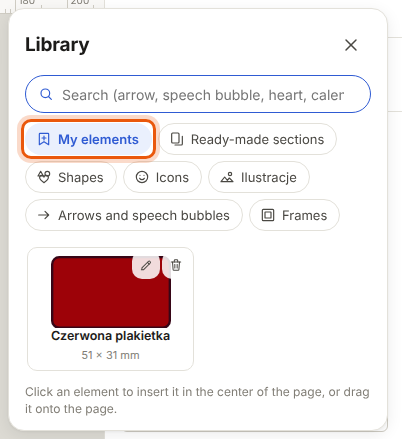 180 200
Library
Search (arrow, speech bubble, heart, caler
My elements
Ready-made sections
Shapes
Icons
Ilustracje
Arrows and speech bubbles
Frames
Czerwona plakietka
51 × 31 mm
Click an element to insert it in the center of the page, or drag
it onto the page.